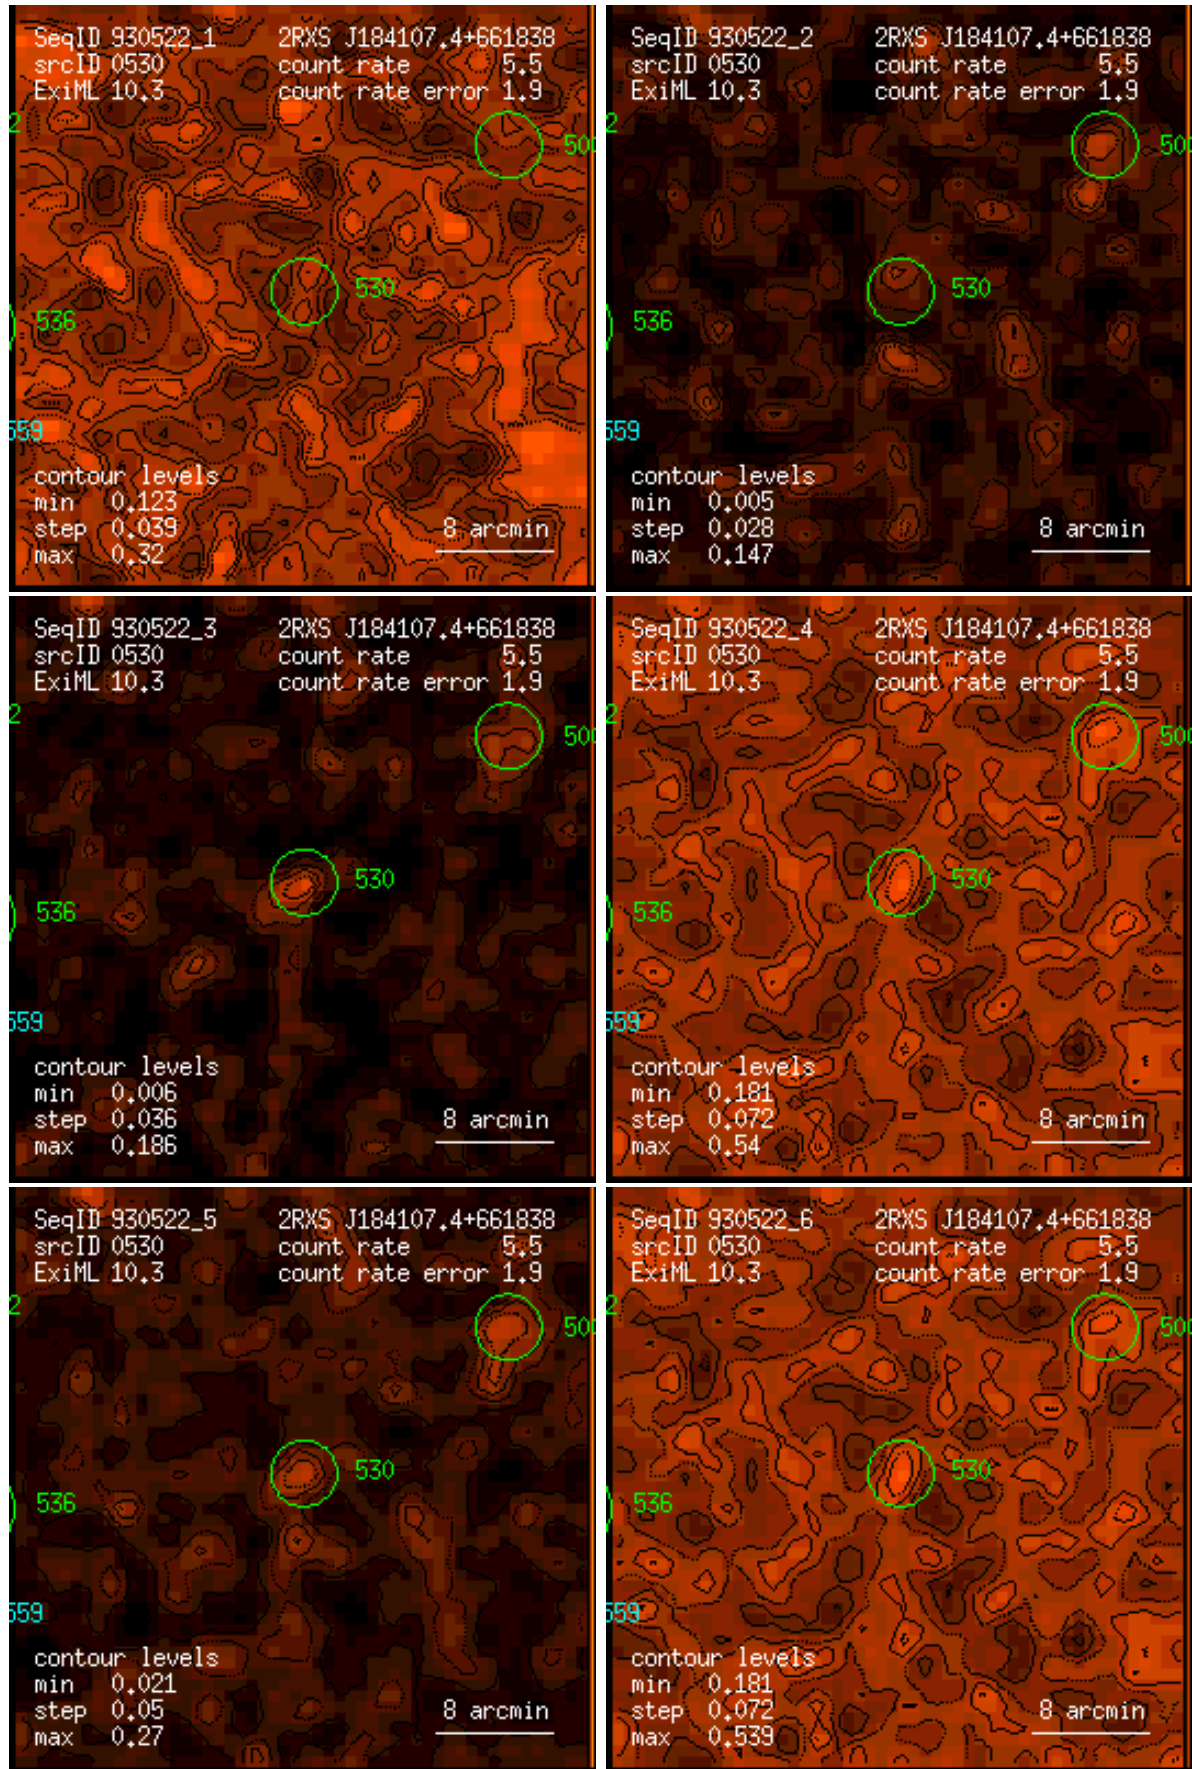 SeqID 930522_1 2RXS J184107.4+661838
srcID 0530 count rate 5.5
ExiML 10.3 count rate error 1.9
2
500
530
536
559
contour levels
min 0.123
step 0.039
max 0.32
8 arcmin
SeqID 930522_2 2RXS J184107.4+661838
srcID 0530 count rate 5.5
ExiML 10.3 count rate error 1.9
2
500
530
536
559
contour levels
min 0.005
step 0.028
max 0.147
8 arcmin
SeqID 930522_3 2RXS J184107.4+661838
srcID 0530 count rate 5.5
ExiML 10.3 count rate error 1.9
2
500
530
536
559
contour levels
min 0.006
step 0.036
max 0.186
8 arcmin
SeqID 930522_4 2RXS J184107.4+661838
srcID 0530 count rate 5.5
ExiML 10.3 count rate error 1.9
2
500
530
536
559
contour levels
min 0.181
step 0.072
max 0.54
8 arcmin
SeqID 930522_5 2RXS J184107.4+661838
srcID 0530 count rate 5.5
ExiML 10.3 count rate error 1.9
2
500
530
536
559
contour levels
min 0.021
step 0.05
max 0.27
8 arcmin
SeqID 930522_6 2RXS J184107.4+661838
srcID 0530 count rate 5.5
ExiML 10.3 count rate error 1.9
2
500
530
536
559
contour levels
min 0.181
step 0.072
max 0.539
8 arcmin